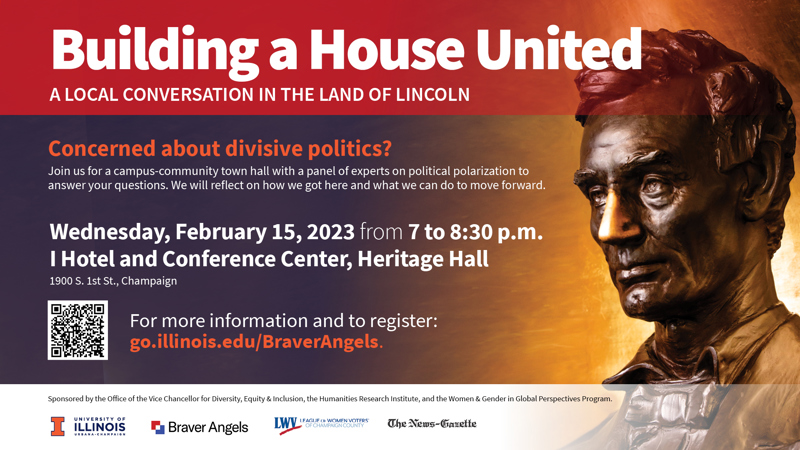 Building a House United
A LOCAL CONVERSATION IN THE LAND OF LINCOLN
Concerned about divisive politics?
Join us for a campus-community town hall with a panel of experts on political polarization to
answer your questions. We will reflect on how we got here and what we can do to move forward.
Wednesday, February 15, 2023 from 7 to 8:30 p.m.
I Hotel and Conference Center, Heritage Hall
1900 S. 1st St., Champaign
For more information and to register:
go.illinois.edu/BraverAngels.
Sponsored by the Office of the Vice Chancellor for Diversity, Equity & Inclusion, the Humanities Research Institute, and the Women & Gender in Global Perspectives Program.
I UNIVERSITY OF
ILLINOIS
URBANA-CHAMPAIGN
Braver Angels
LWV LEAGUE OF WOMEN VOTERS®
OF CHAMPAIGN COUNTY
The News-Gazette